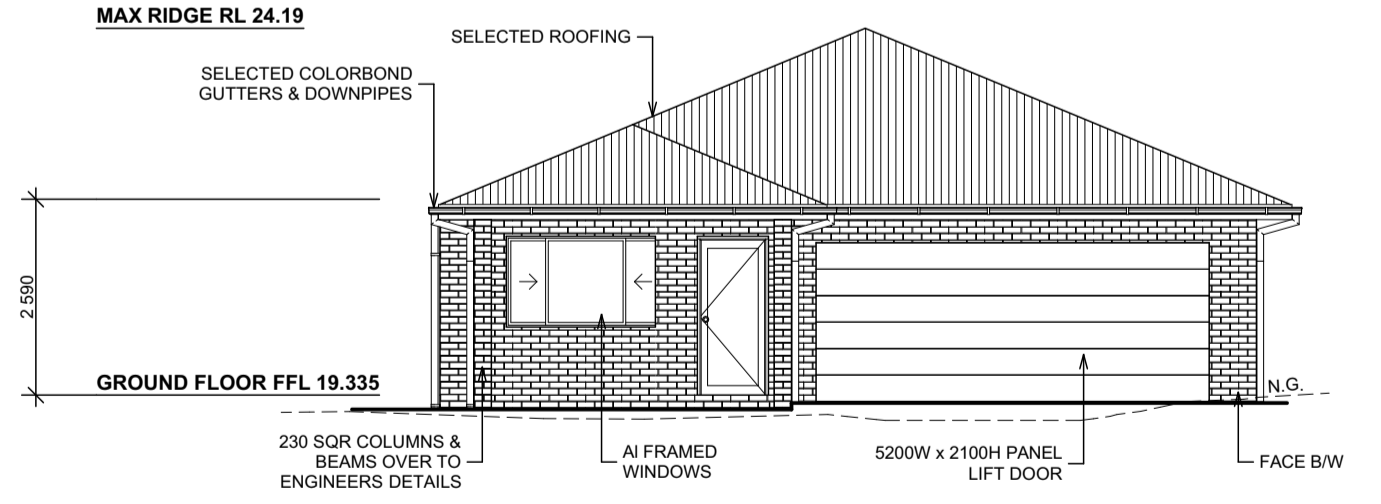 MAX RIDGE RL 24.19
SELECTED ROOFING
SELECTED COLORBOND
GUTTERS & DOWNPIPES
2 590
GROUND FLOOR FFL 19.335
N.G.
230 SQR COLUMNS &
BEAMS OVER TO
ENGINEERS DETAILS
Al FRAMED
WINDOWS
5200W x 2100H PANEL
LIFT DOOR
FACE B/W